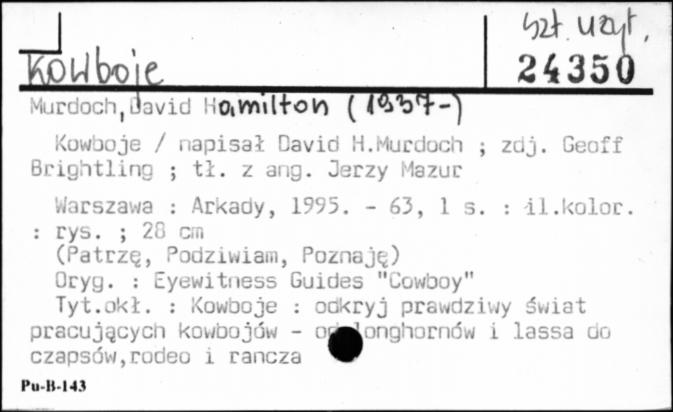 szt. użyt.
Kowboje
24350
Murdoch, David Hamilton (1937-)
Kowboje / napisał David H.Murdoch ; zdj. Geoff
Brightling ; tł. z ang. Jerzy Mazur
Warszawa : Arkady, 1995. - 63, 1 s. : il.kolor.
: rys. ; 28 cm
(Patrzę, Podziwiam, Poznaję)
Oryg. : Eyewitness Guides "Cowboy"
Tyt.okł. : Kowboje : odkryj prawdziwy świat
pracujących kowbojów - od longhornów i lassa do
czapsów,rodeo i rancza
Pu-B-143